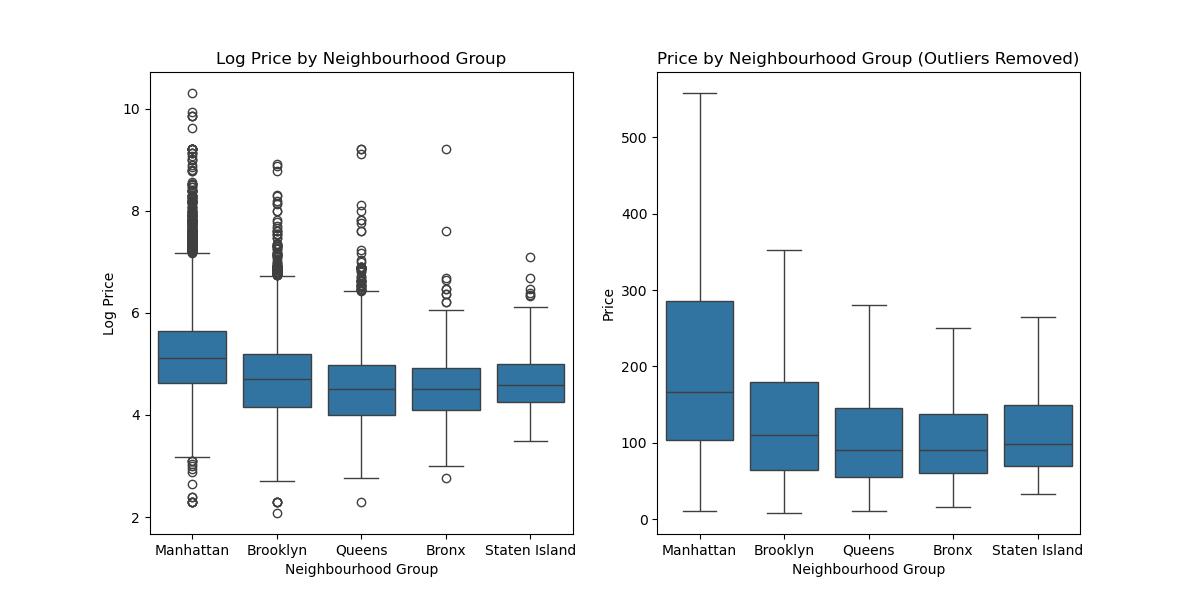 Log Price by Neighbourhood Group
Log Price
10
8
6
4
2
Manhattan Brooklyn Queens Bronx Staten Island
Neighbourhood Group
Price by Neighbourhood Group (Outliers Removed)
Price
500
400
300
200
100
0
Manhattan Brooklyn Queens Bronx Staten Island
Neighbourhood Group